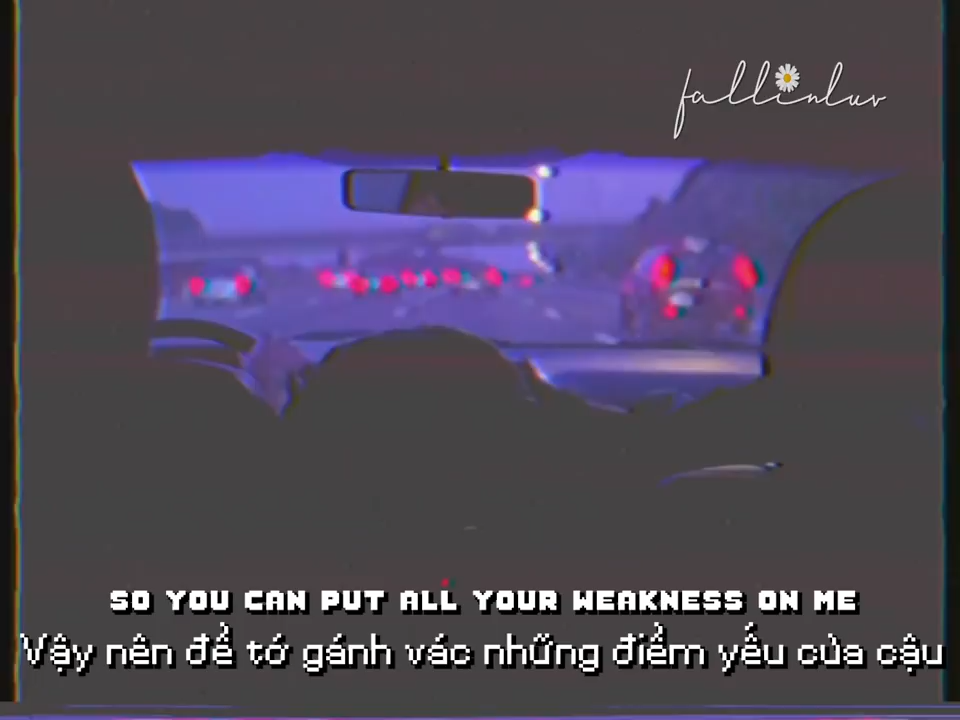 fallinluv
SO YOU CAN PUT ALL YOUR WEAKNESS ON ME
Vậy nên để tớ gánh vác những điểm yếu của cậu